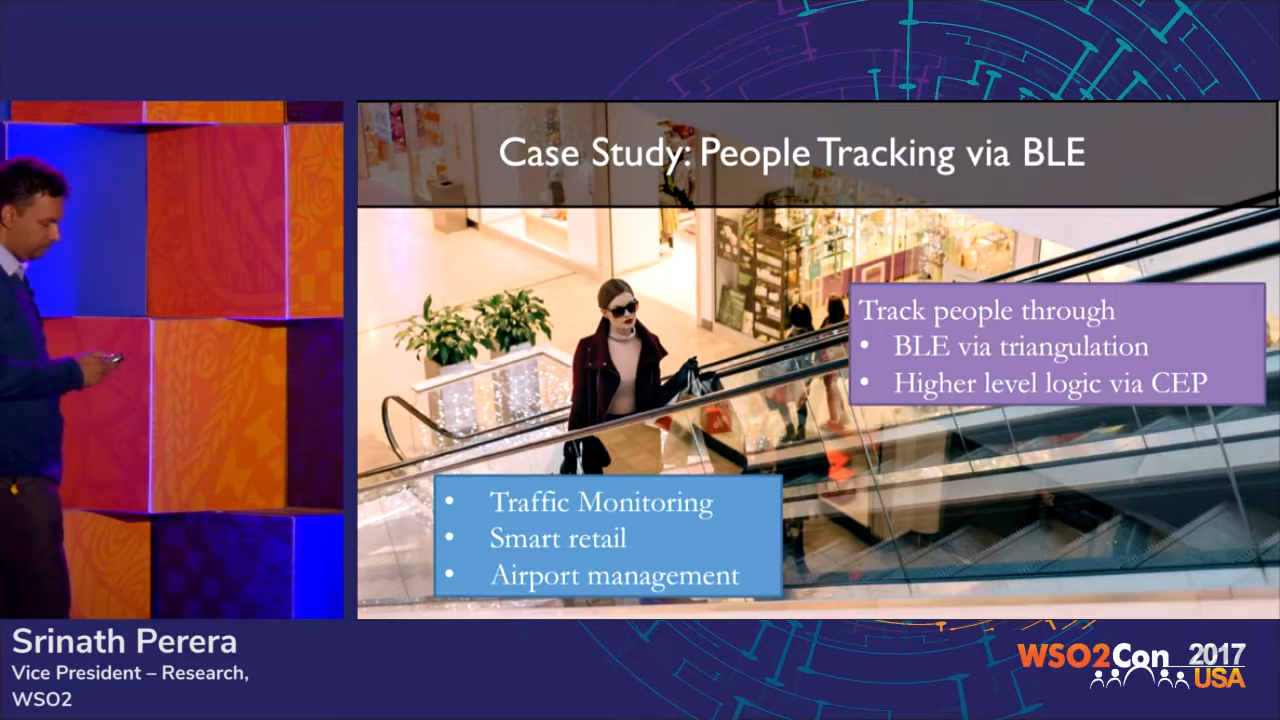 Case Study: People Tracking via BLE
Track people through
• BLE via triangulation
• Higher level logic via CEP
• Traffic Monitoring
• Smart retail
• Airport management
Srinath Perera
Vice President – Research,
WSO2
WSO2Con 2017
USA